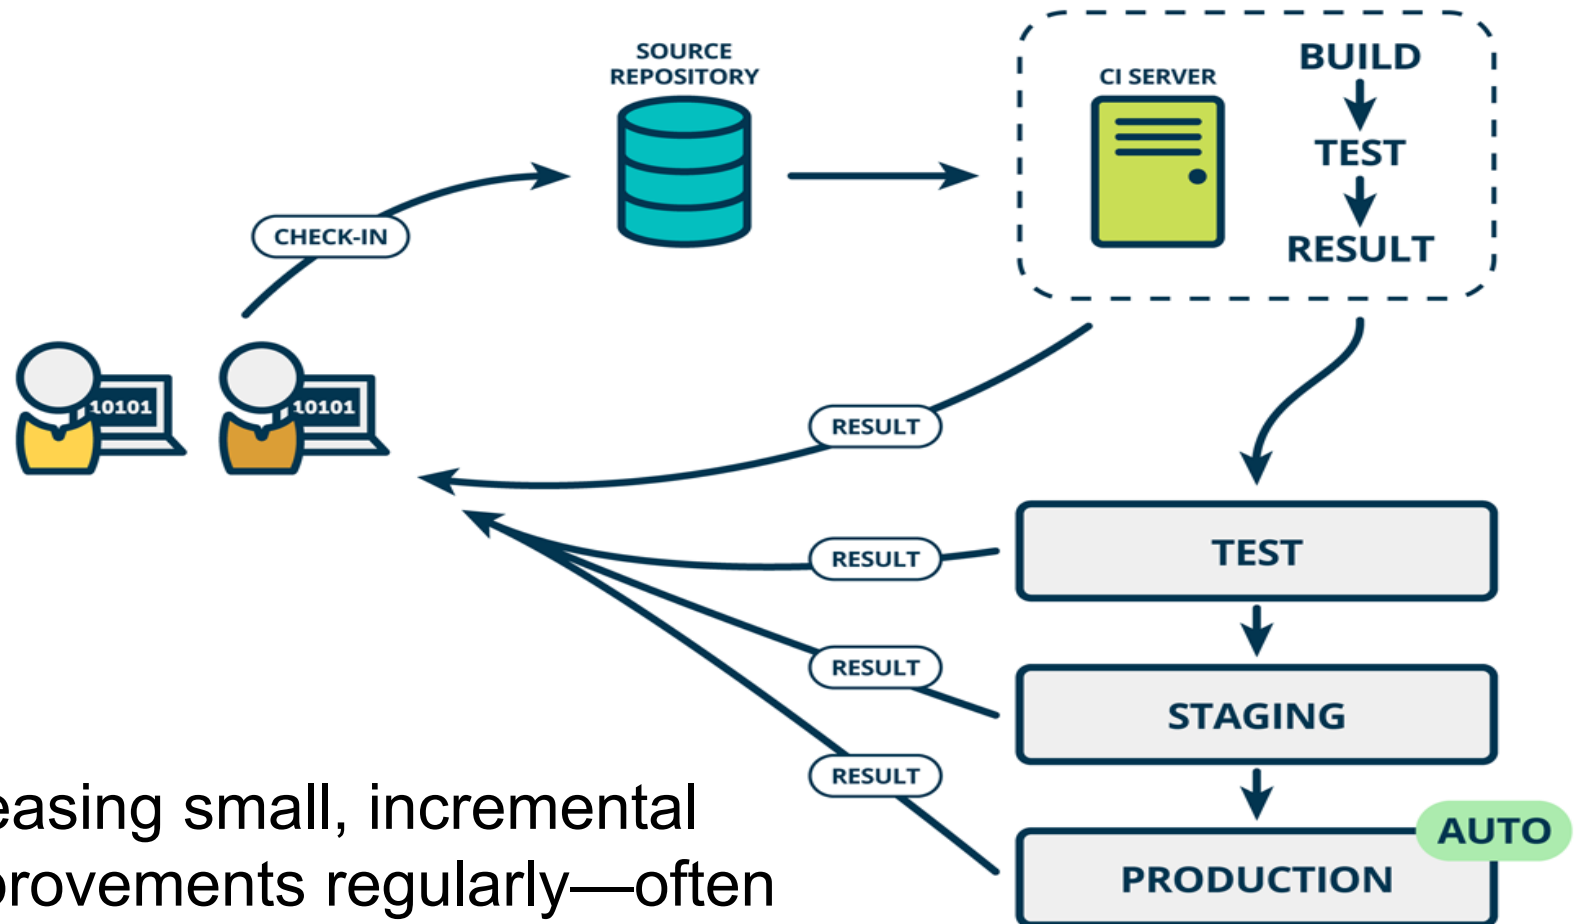 SOURCE
REPOSITORY
CI SERVER
BUILD
TEST
RESULT
CHECK-IN
10101
10101
RESULT
RESULT
TEST
RESULT
STAGING
RESULT
AUTO
PRODUCTION
easing small, incremental
provements regularly—often